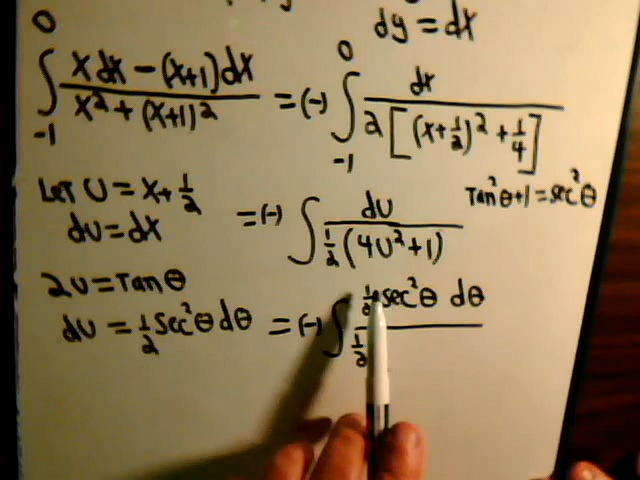 dy = dx
∫_{-1}^{0} (x dx - (x+1)dx) / (x² + (x+1)²) = (-) ∫_{-1}^{0} dx / (2[(x+½)² + ¼])
Tan²θ+1 = sec²θ
Let U = x+½
dU = dx
= (-) ∫ dU / (½(4U²+1))
2U = Tanθ
dU = ½ sec²θ dθ = (-) ∫ ½ sec²θ dθ / ½